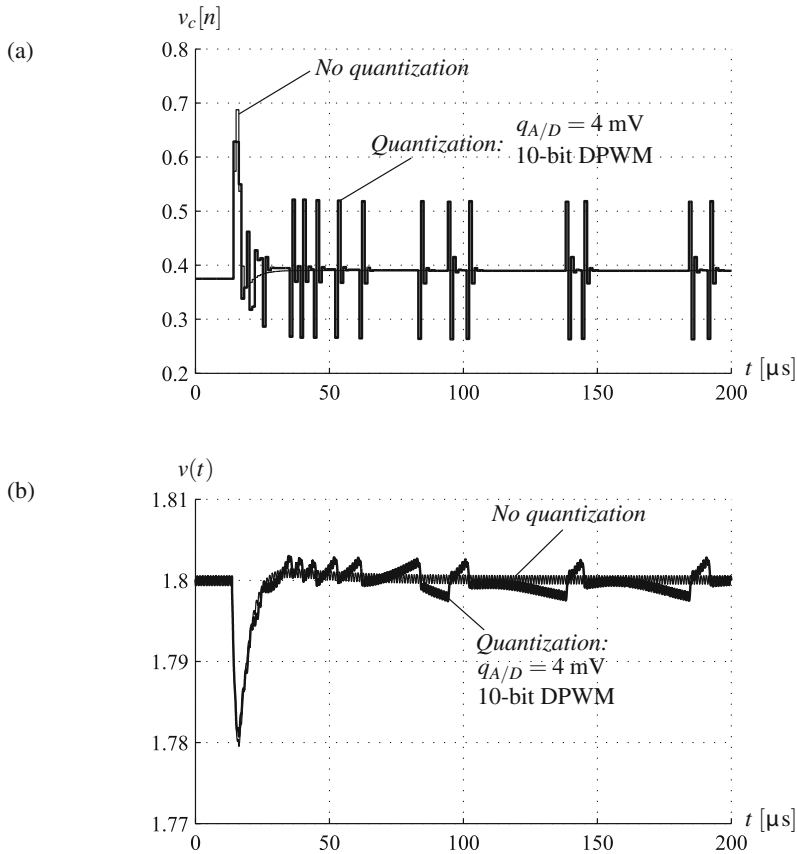 v_c[n]
(a)
0.8
No quantization
0.7
Quantization: q_{A/D} = 4 mV
10-bit DPWM
0.6
0.5
0.4
0.3
0.2
0 50 100 150 200
t [µs]
v(t)
(b)
1.81
No quantization
1.8
Quantization:
q_{A/D} = 4 mV
10-bit DPWM
1.79
1.78
1.77
0 50 100 150 200
t [µs]